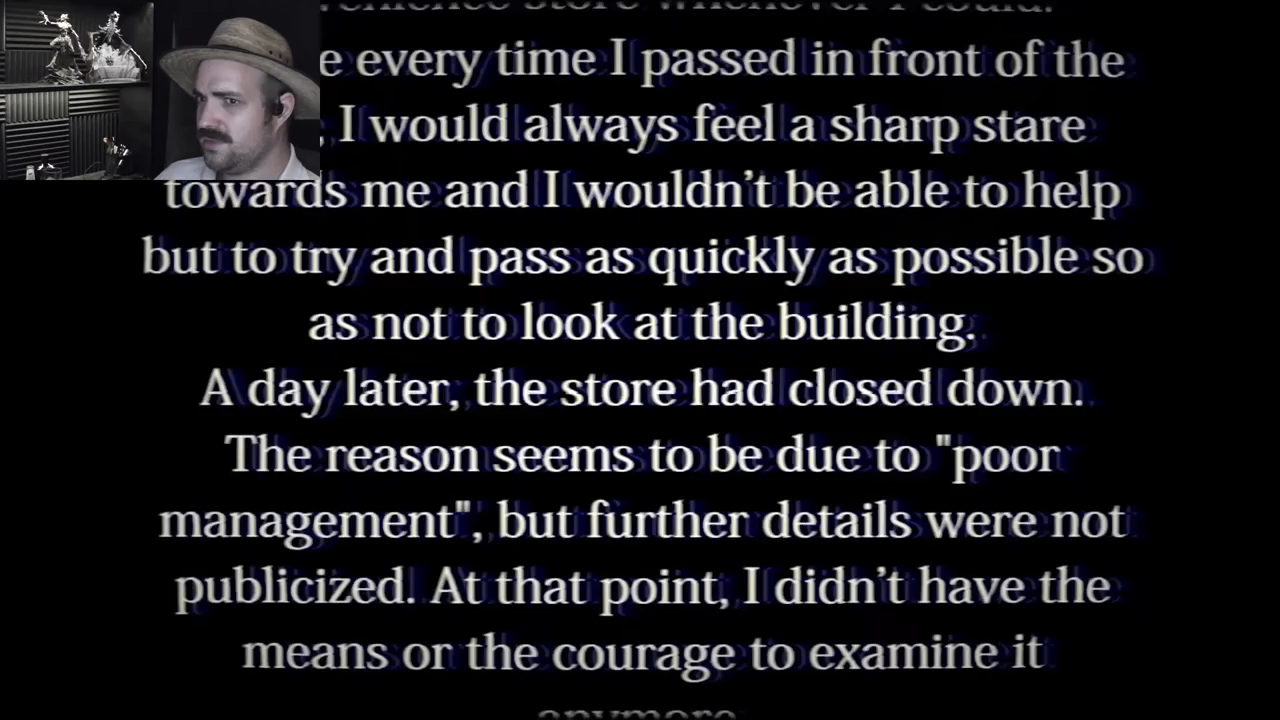 store whenever I could.
every time I passed in front of the
I would always feel a sharp stare
towards me and I wouldn't be able to help
but to try and pass as quickly as possible so
as not to look at the building.
A day later, the store had closed down.
The reason seems to be due to "poor
management", but further details were not
publicized. At that point, I didn't have the
means or the courage to examine it